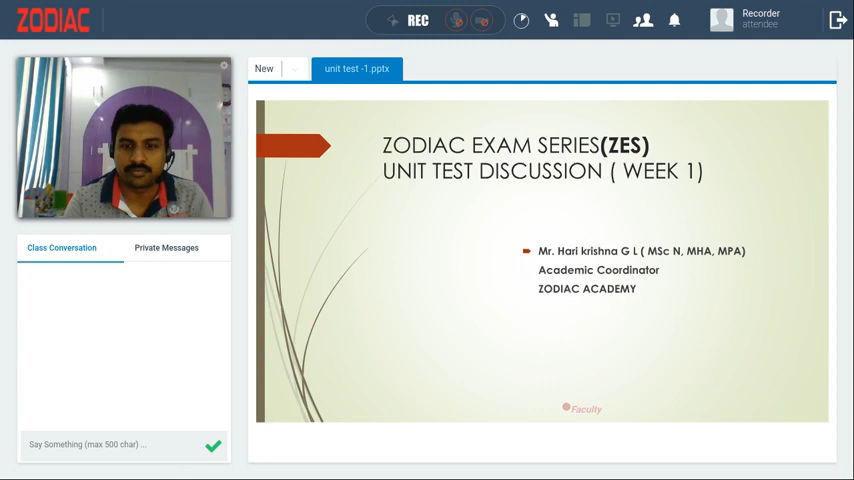 ZODIAC
REC
Recorder
attendee
New
unit test -1.pptx
ZODIAC EXAM SERIES(ZES)
UNIT TEST DISCUSSION ( WEEK 1)
Mr. Hari krishna G L ( MSc N, MHA, MPA)
Academic Coordinator
ZODIAC ACADEMY
Faculty
Class Conversation
Private Messages
Say Something (max 500 char) ...